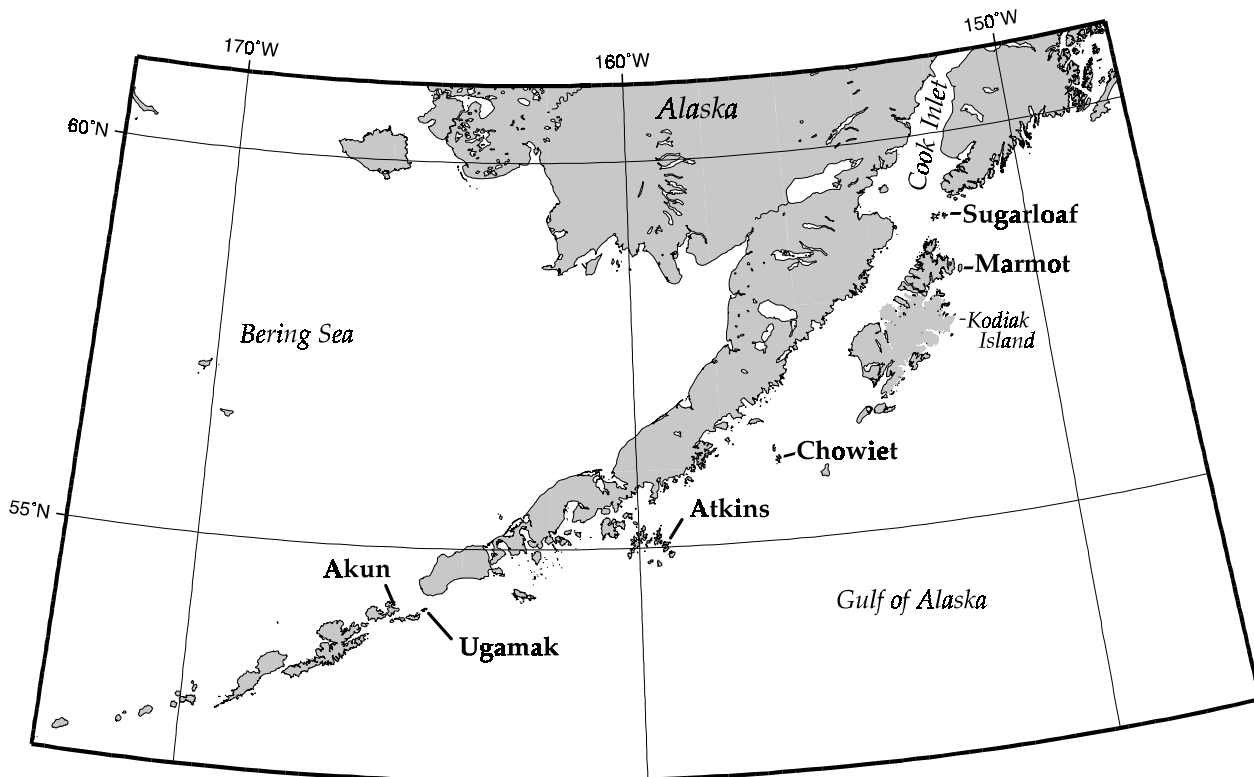 170°W
160°W
150°W
60°N
Alaska
Cook Inlet
Sugarloaf
Marmot
Kodiak
Island
Bering Sea
Chowiet
55°N
Atkins
Akun
Gulf of Alaska
Ugamak